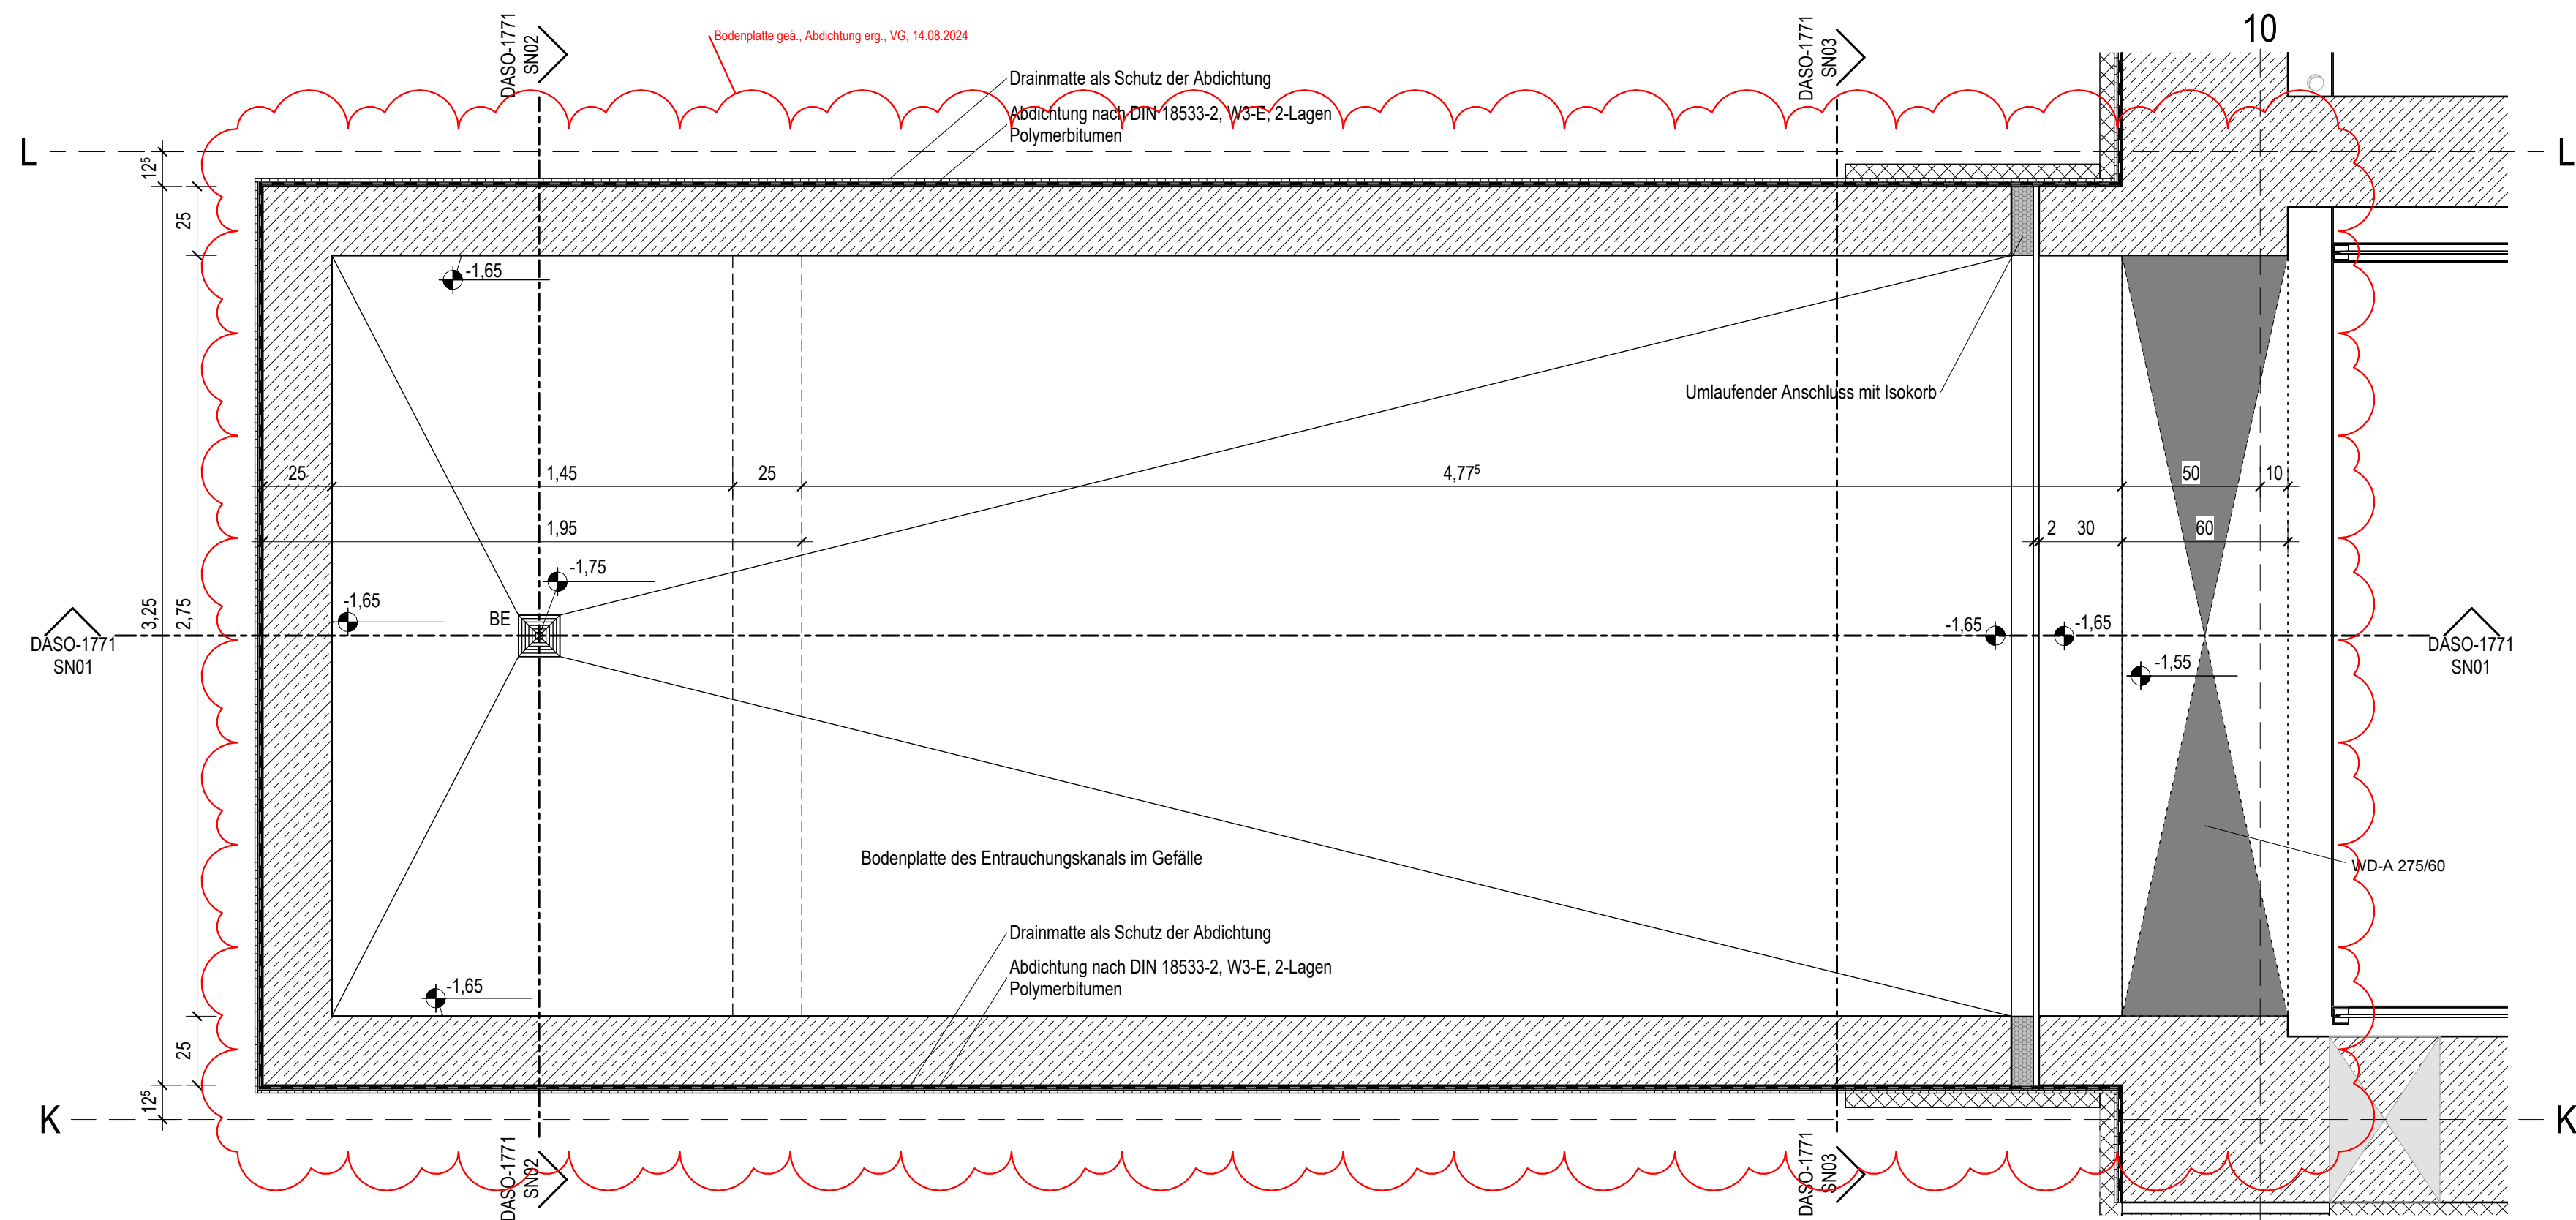 DASO-1771
SN02
Bodenplatte geä., Abdichtung erg., VG, 14.08.2024
DASO-1771
SN03
10
Drainmatte als Schutz der Abdichtung
Abdichtung nach DIN 18533-2, W3-E, 2-Lagen
Polymerbitumen
L
L
12⁵
25
-1,65
Umlaufender Anschluss mit Isokorb
25
1,45
25
4,77⁵
50
10
1,95
2
30
60
-1,75
3,25
2,75
-1,65
BE
-1,65
-1,65
DASO-1771
SN01
DASO-1771
SN01
-1,55
Bodenplatte des Entrauchungskanals im Gefälle
WD-A 275/60
Drainmatte als Schutz der Abdichtung
Abdichtung nach DIN 18533-2, W3-E, 2-Lagen
Polymerbitumen
-1,65
25
12⁵
K
K
DASO-1771
SN02
DASO-1771
SN03